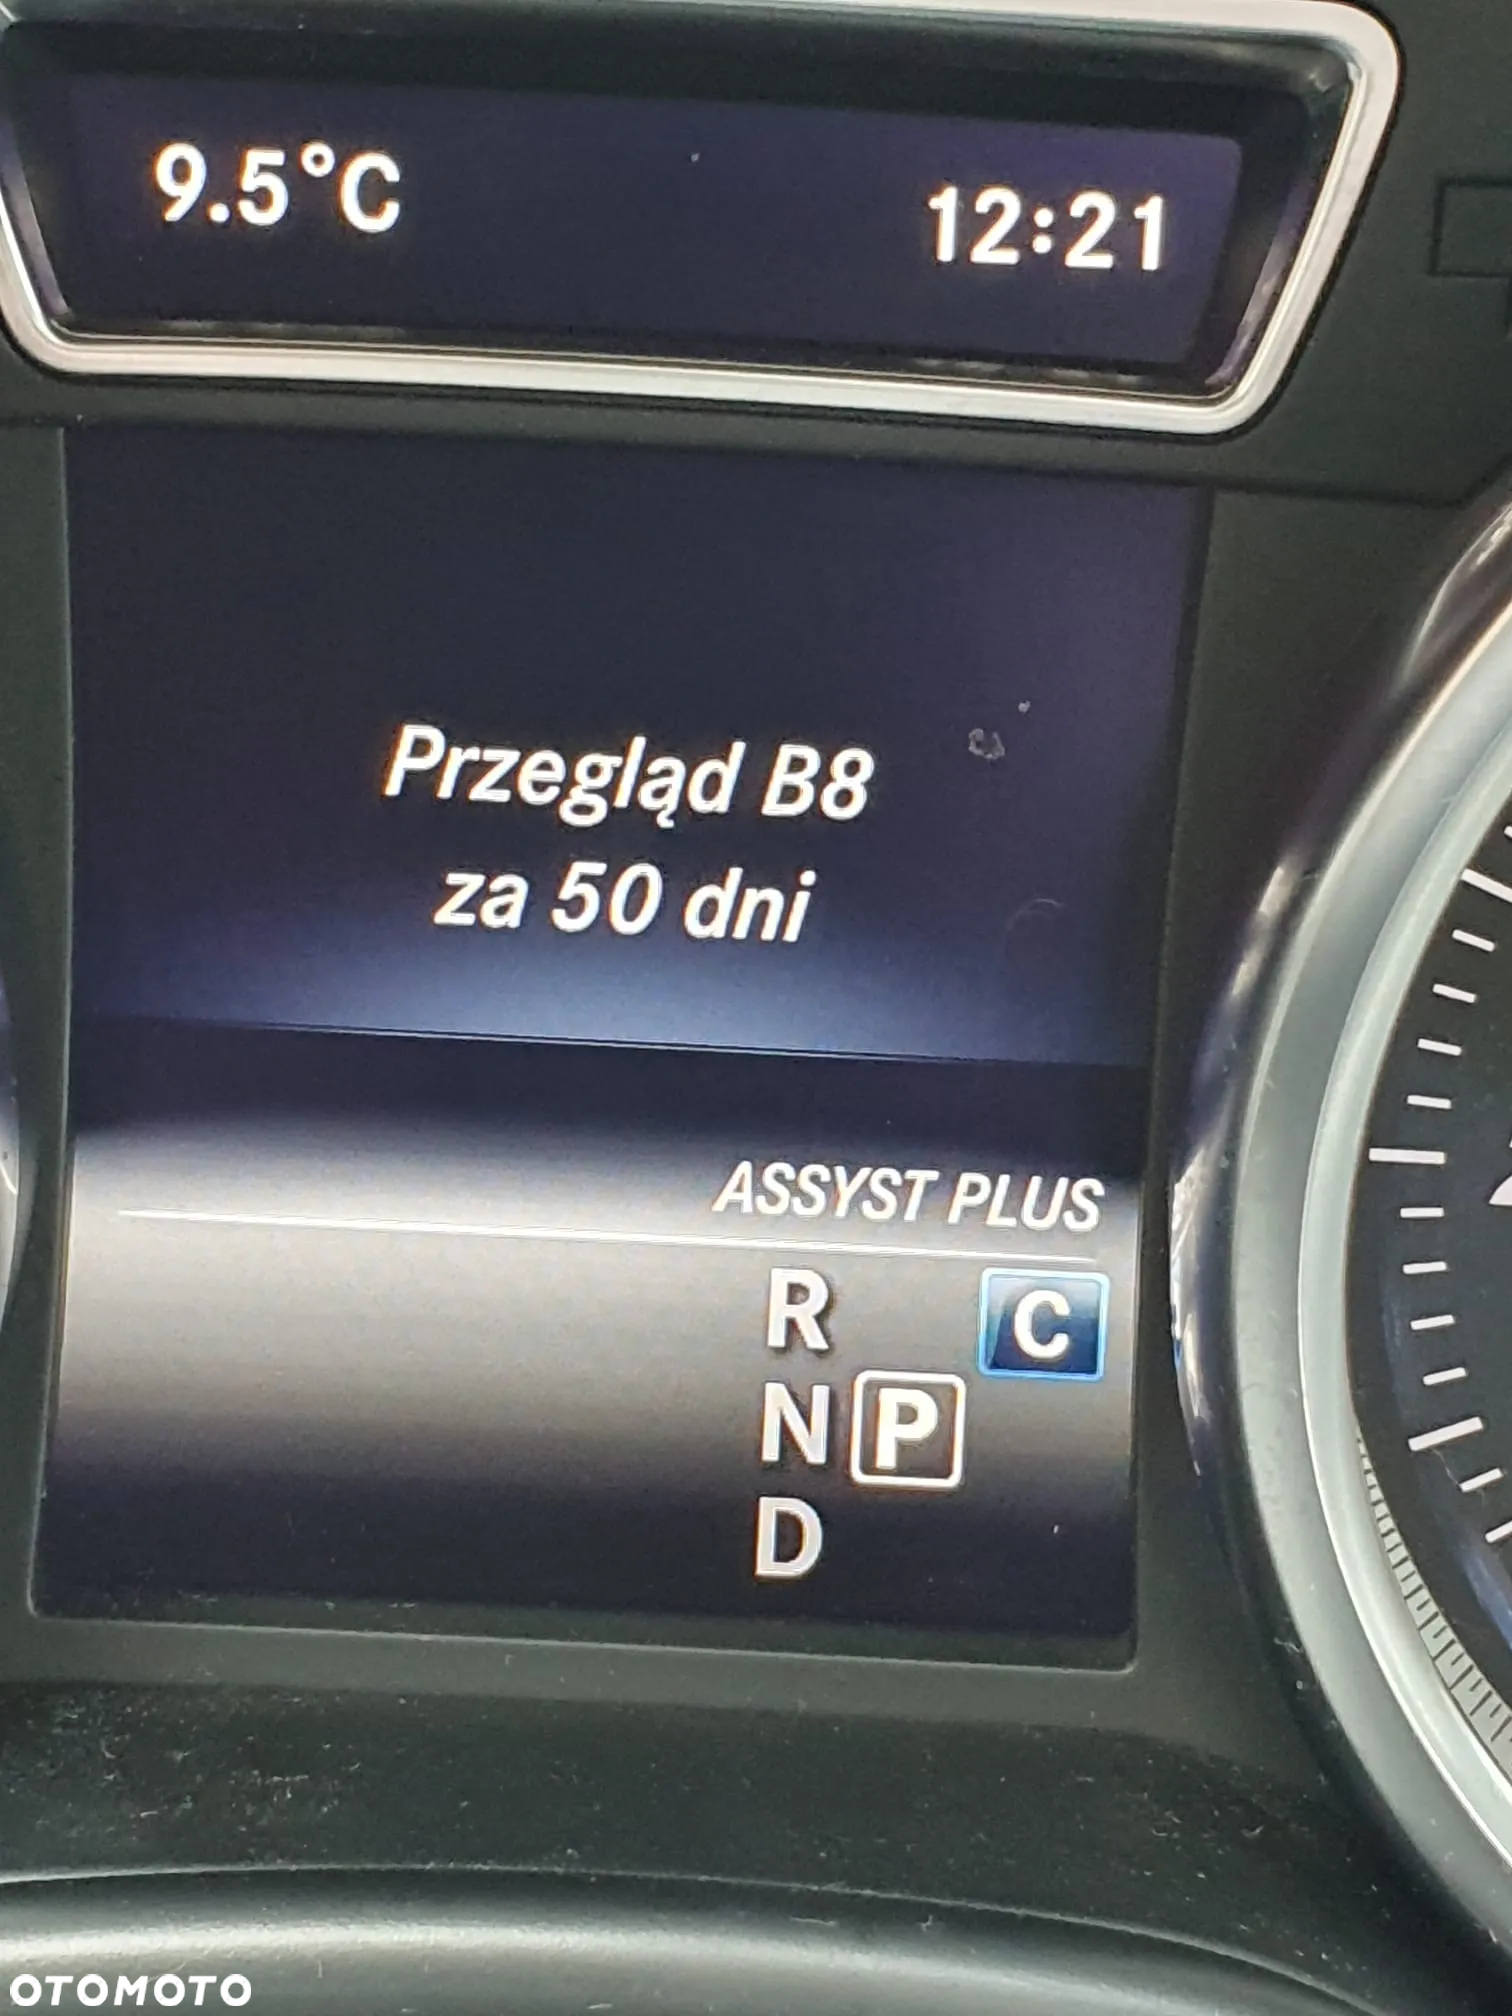 9.5°C 12:21
Przegląd B8
za 50 dni
ASSYST PLUS
R C
N P
D
OTOMOTO